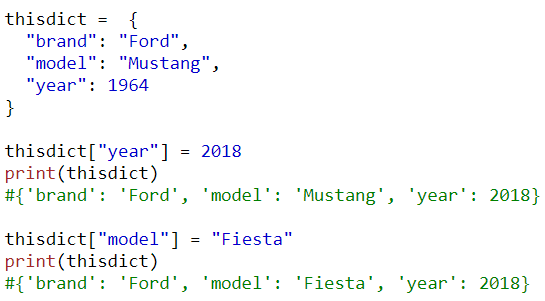 thisdict =  {
  "brand": "Ford",
  "model": "Mustang",
  "year": 1964
}
thisdict["year"] = 2018
print(thisdict)
#{'brand': 'Ford', 'model': 'Mustang', 'year': 2018}
thisdict["model"] = "Fiesta"
print(thisdict)
#{'brand': 'Ford', 'model': 'Fiesta', 'year': 2018}